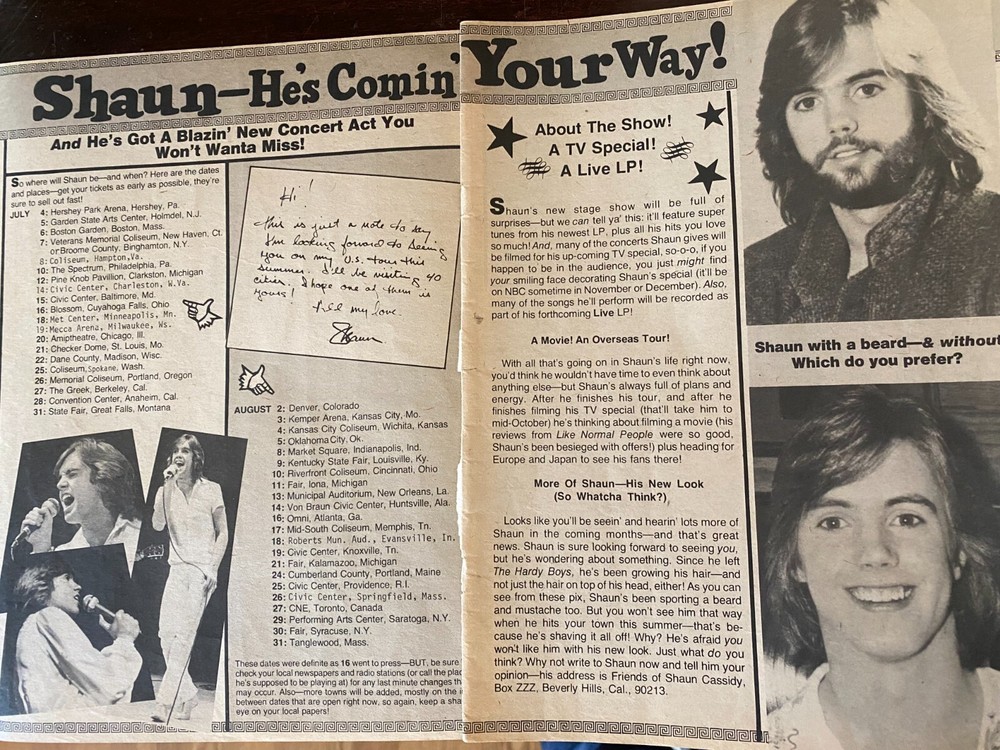 Shaun—He's Comin' Your Way!
And He's Got A Blazin' New Concert Act You
Won't Wanta Miss!
So where will Shaun be—and when? Here are the dates
and places—get your tickets as early as possible, they're
sure to sell out fast!
JULY 4: Hershey Park Arena, Hershey, Pa.
5: Garden State Arts Center, Holmdel, N.J.
6: Boston Garden, Boston, Mass.
7: Veterans Memorial Coliseum, New Haven, Ct.
or Broome County, Binghamton, N.Y.
8: Coliseum, Hampton, Va.
10: The Spectrum, Philadelphia, Pa.
12: Pine Knob Pavillion, Clarkston, Michigan
14: Civic Center, Charleston, W.Va.
15: Civic Center, Baltimore, Md.
16: Blossom, Cuyahoga Falls, Ohio
18: Met Center, Minneapolis, Mn.
19: Mecca Arena, Milwaukee, Ws.
20: Ampitheatre, Chicago, Ill.
21: Checker Dome, St. Louis, Mo.
22: Dane County, Madison, Wisc.
25: Coliseum, Spokane, Wash.
26: Memorial Coliseum, Portland, Oregon
27: The Greek, Berkeley, Cal.
28: Convention Center, Anaheim, Cal.
31: State Fair, Great Falls, Montana
Hi!
This is just a note to say
I'm looking forward to seeing
you on my U.S. tour this
summer. I'll be visiting 40
cities. I hope one of them is
yours!
All my love.
Shaun
AUGUST 2: Denver, Colorado
3: Kemper Arena, Kansas City, Mo.
4: Kansas City Coliseum, Wichita, Kansas
5: Oklahoma City, Ok.
8: Market Square, Indianapolis, Ind.
9: Kentucky State Fair, Louisville, Ky.
10: Riverfront Coliseum, Cincinnati, Ohio
11: Fair, Iona, Michigan
13: Municipal Auditorium, New Orleans, La.
14: Von Braun Civic Center, Huntsville, Ala.
16: Omni, Atlanta, Ga.
17: Mid-South Coliseum, Memphis, Tn.
18: Roberts Mun. Aud., Evansville, In.
19: Civic Center, Knoxville, Tn.
21: Fair, Kalamazoo, Michigan
24: Cumberland County, Portland, Maine
25: Civic Center, Providence, R.I.
26: Civic Center, Springfield, Mass.
27: CNE, Toronto, Canada
29: Performing Arts Center, Saratoga, N.Y.
30: Fair, Syracuse, N.Y.
31: Tanglewood, Mass.
These dates were definite as 16 went to press—BUT, be sure
check your local newspapers and radio stations (or call the plac
he's supposed to be playing at) for any last minute changes th
may occur. Also—more towns will be added, mostly on the i
between dates that are open right now, so again, keep a sha
eye on your local papers!
About The Show!
A TV Special!
A Live LP!
Shaun's new stage show will be full of
surprises—but we can tell ya' this: it'll feature super
tunes from his newest LP, plus all his hits you love
so much! And, many of the concerts Shaun gives will
be filmed for his up-coming TV special, so-o-o, if you
happen to be in the audience, you just might find
your smiling face decorating Shaun's special (it'll be
on NBC sometime in November or December). Also,
many of the songs he'll perform will be recorded as
part of his forthcoming Live LP!
A Movie! An Overseas Tour!
With all that's going on in Shaun's life right now,
you'd think he wouldn't have time to even think about
anything else—but Shaun's always full of plans and
energy. After he finishes his tour, and after he
finishes filming his TV special (that'll take him to
mid-October) he's thinking about filming a movie (his
reviews from Like Normal People were so good,
Shaun's been besieged with offers!) plus heading for
Europe and Japan to see his fans there!
More Of Shaun—His New Look
(So Whatcha Think?)
Looks like you'll be seein' and hearin' lots more of
Shaun in the coming months—and that's great
news. Shaun is sure looking forward to seeing you,
but he's wondering about something. Since he left
The Hardy Boys, he's been growing his hair—and
not just the hair on top of his head, either! As you can
see from these pix, Shaun's been sporting a beard
and mustache too. But you won't see him that way
when he hits your town this summer—that's be-
cause he's shaving it all off! Why? He's afraid you
won't like him with his new look. Just what do you
think? Why not write to Shaun now and tell him your
opinion—his address is Friends of Shaun Cassidy,
Box ZZZ, Beverly Hills, Cal., 90213.
Shaun with a beard—& without
Which do you prefer?